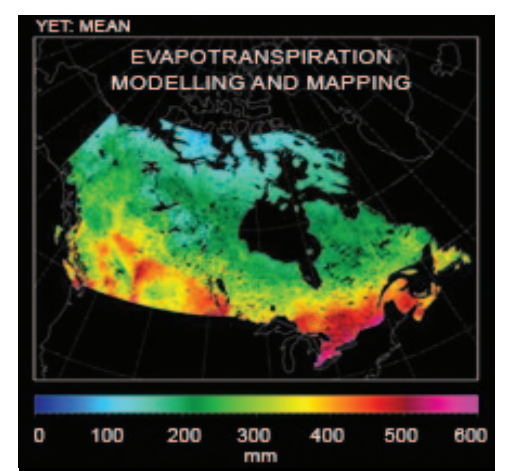 YET: MEAN
EVAPOTRANSPIRATION
MODELLING AND MAPPING
0 100 200 300 400 500 600
mm